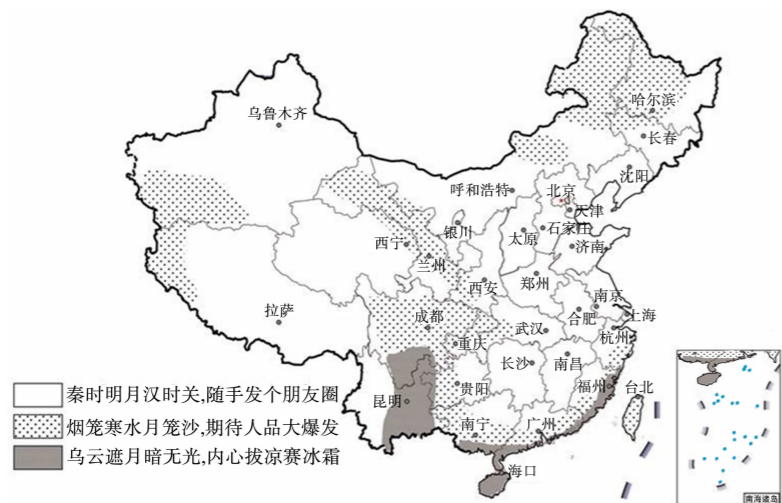 哈尔滨
乌鲁木齐
长春
沈阳
呼和浩特
北京
天津
银川
石家庄
太原
西宁
济南
兰州
西安
郑州
南京
拉萨
合肥
上海
成都
武汉
杭州
重庆
长沙
南昌
贵阳
福州
台北
昆明
南宁
广州
海口
秦时明月汉时关,随手发个朋友圈
烟笼寒水月笼沙,期待人品大爆发
乌云遮月暗无光,内心拔凉赛冰霜
南海诸岛